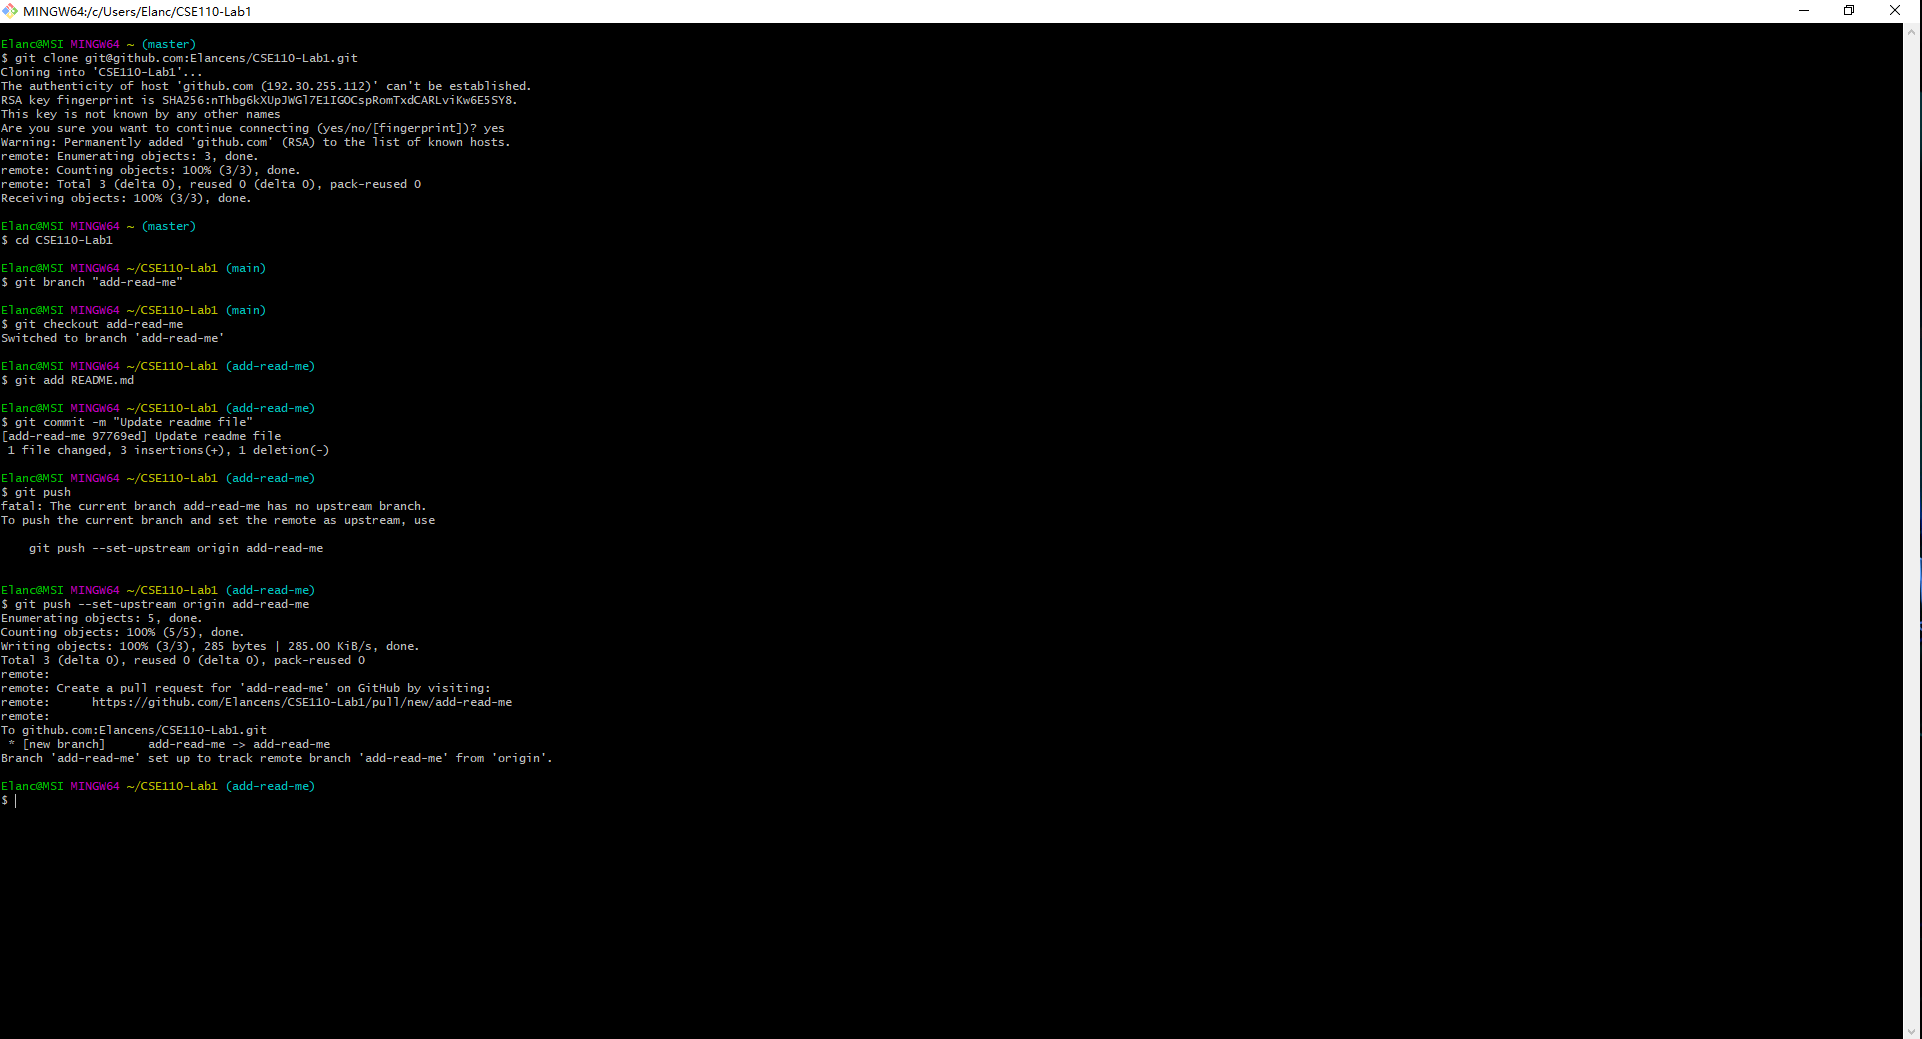 MINGW64:/c/Users/Elanc/CSE110-Lab1
Elanc@MSI MINGW64 ~ (master)
$ git clone git@github.com:Elancens/CSE110-Lab1.git
Cloning into 'CSE110-Lab1'...
The authenticity of host 'github.com (192.30.255.112)' can't be established.
RSA key fingerprint is SHA256:nThbg6kXUpJWGl7E1IGOCspRomTxdCARLviKw6E5SY8.
This key is not known by any other names
Are you sure you want to continue connecting (yes/no/[fingerprint])? yes
Warning: Permanently added 'github.com' (RSA) to the list of known hosts.
remote: Enumerating objects: 3, done.
remote: Counting objects: 100% (3/3), done.
remote: Total 3 (delta 0), reused 0 (delta 0), pack-reused 0
Receiving objects: 100% (3/3), done.
Elanc@MSI MINGW64 ~ (master)
$ cd CSE110-Lab1
Elanc@MSI MINGW64 ~/CSE110-Lab1 (main)
$ git branch "add-read-me"
Elanc@MSI MINGW64 ~/CSE110-Lab1 (main)
$ git checkout add-read-me
Switched to branch 'add-read-me'
Elanc@MSI MINGW64 ~/CSE110-Lab1 (add-read-me)
$ git add README.md
Elanc@MSI MINGW64 ~/CSE110-Lab1 (add-read-me)
$ git commit -m "Update readme file"
[add-read-me 97769ed] Update readme file
1 file changed, 3 insertions(+), 1 deletion(-)
Elanc@MSI MINGW64 ~/CSE110-Lab1 (add-read-me)
$ git push
fatal: The current branch add-read-me has no upstream branch.
To push the current branch and set the remote as upstream, use
git push --set-upstream origin add-read-me
Elanc@MSI MINGW64 ~/CSE110-Lab1 (add-read-me)
$ git push --set-upstream origin add-read-me
Enumerating objects: 5, done.
Counting objects: 100% (5/5), done.
Writing objects: 100% (3/3), 285 bytes | 285.00 KiB/s, done.
Total 3 (delta 0), reused 0 (delta 0), pack-reused 0
remote:
remote: Create a pull request for 'add-read-me' on GitHub by visiting:
remote:      https://github.com/Elancens/CSE110-Lab1/pull/new/add-read-me
remote:
To github.com:Elancens/CSE110-Lab1.git
* [new branch]      add-read-me -> add-read-me
Branch 'add-read-me' set up to track remote branch 'add-read-me' from 'origin'.
Elanc@MSI MINGW64 ~/CSE110-Lab1 (add-read-me)
$